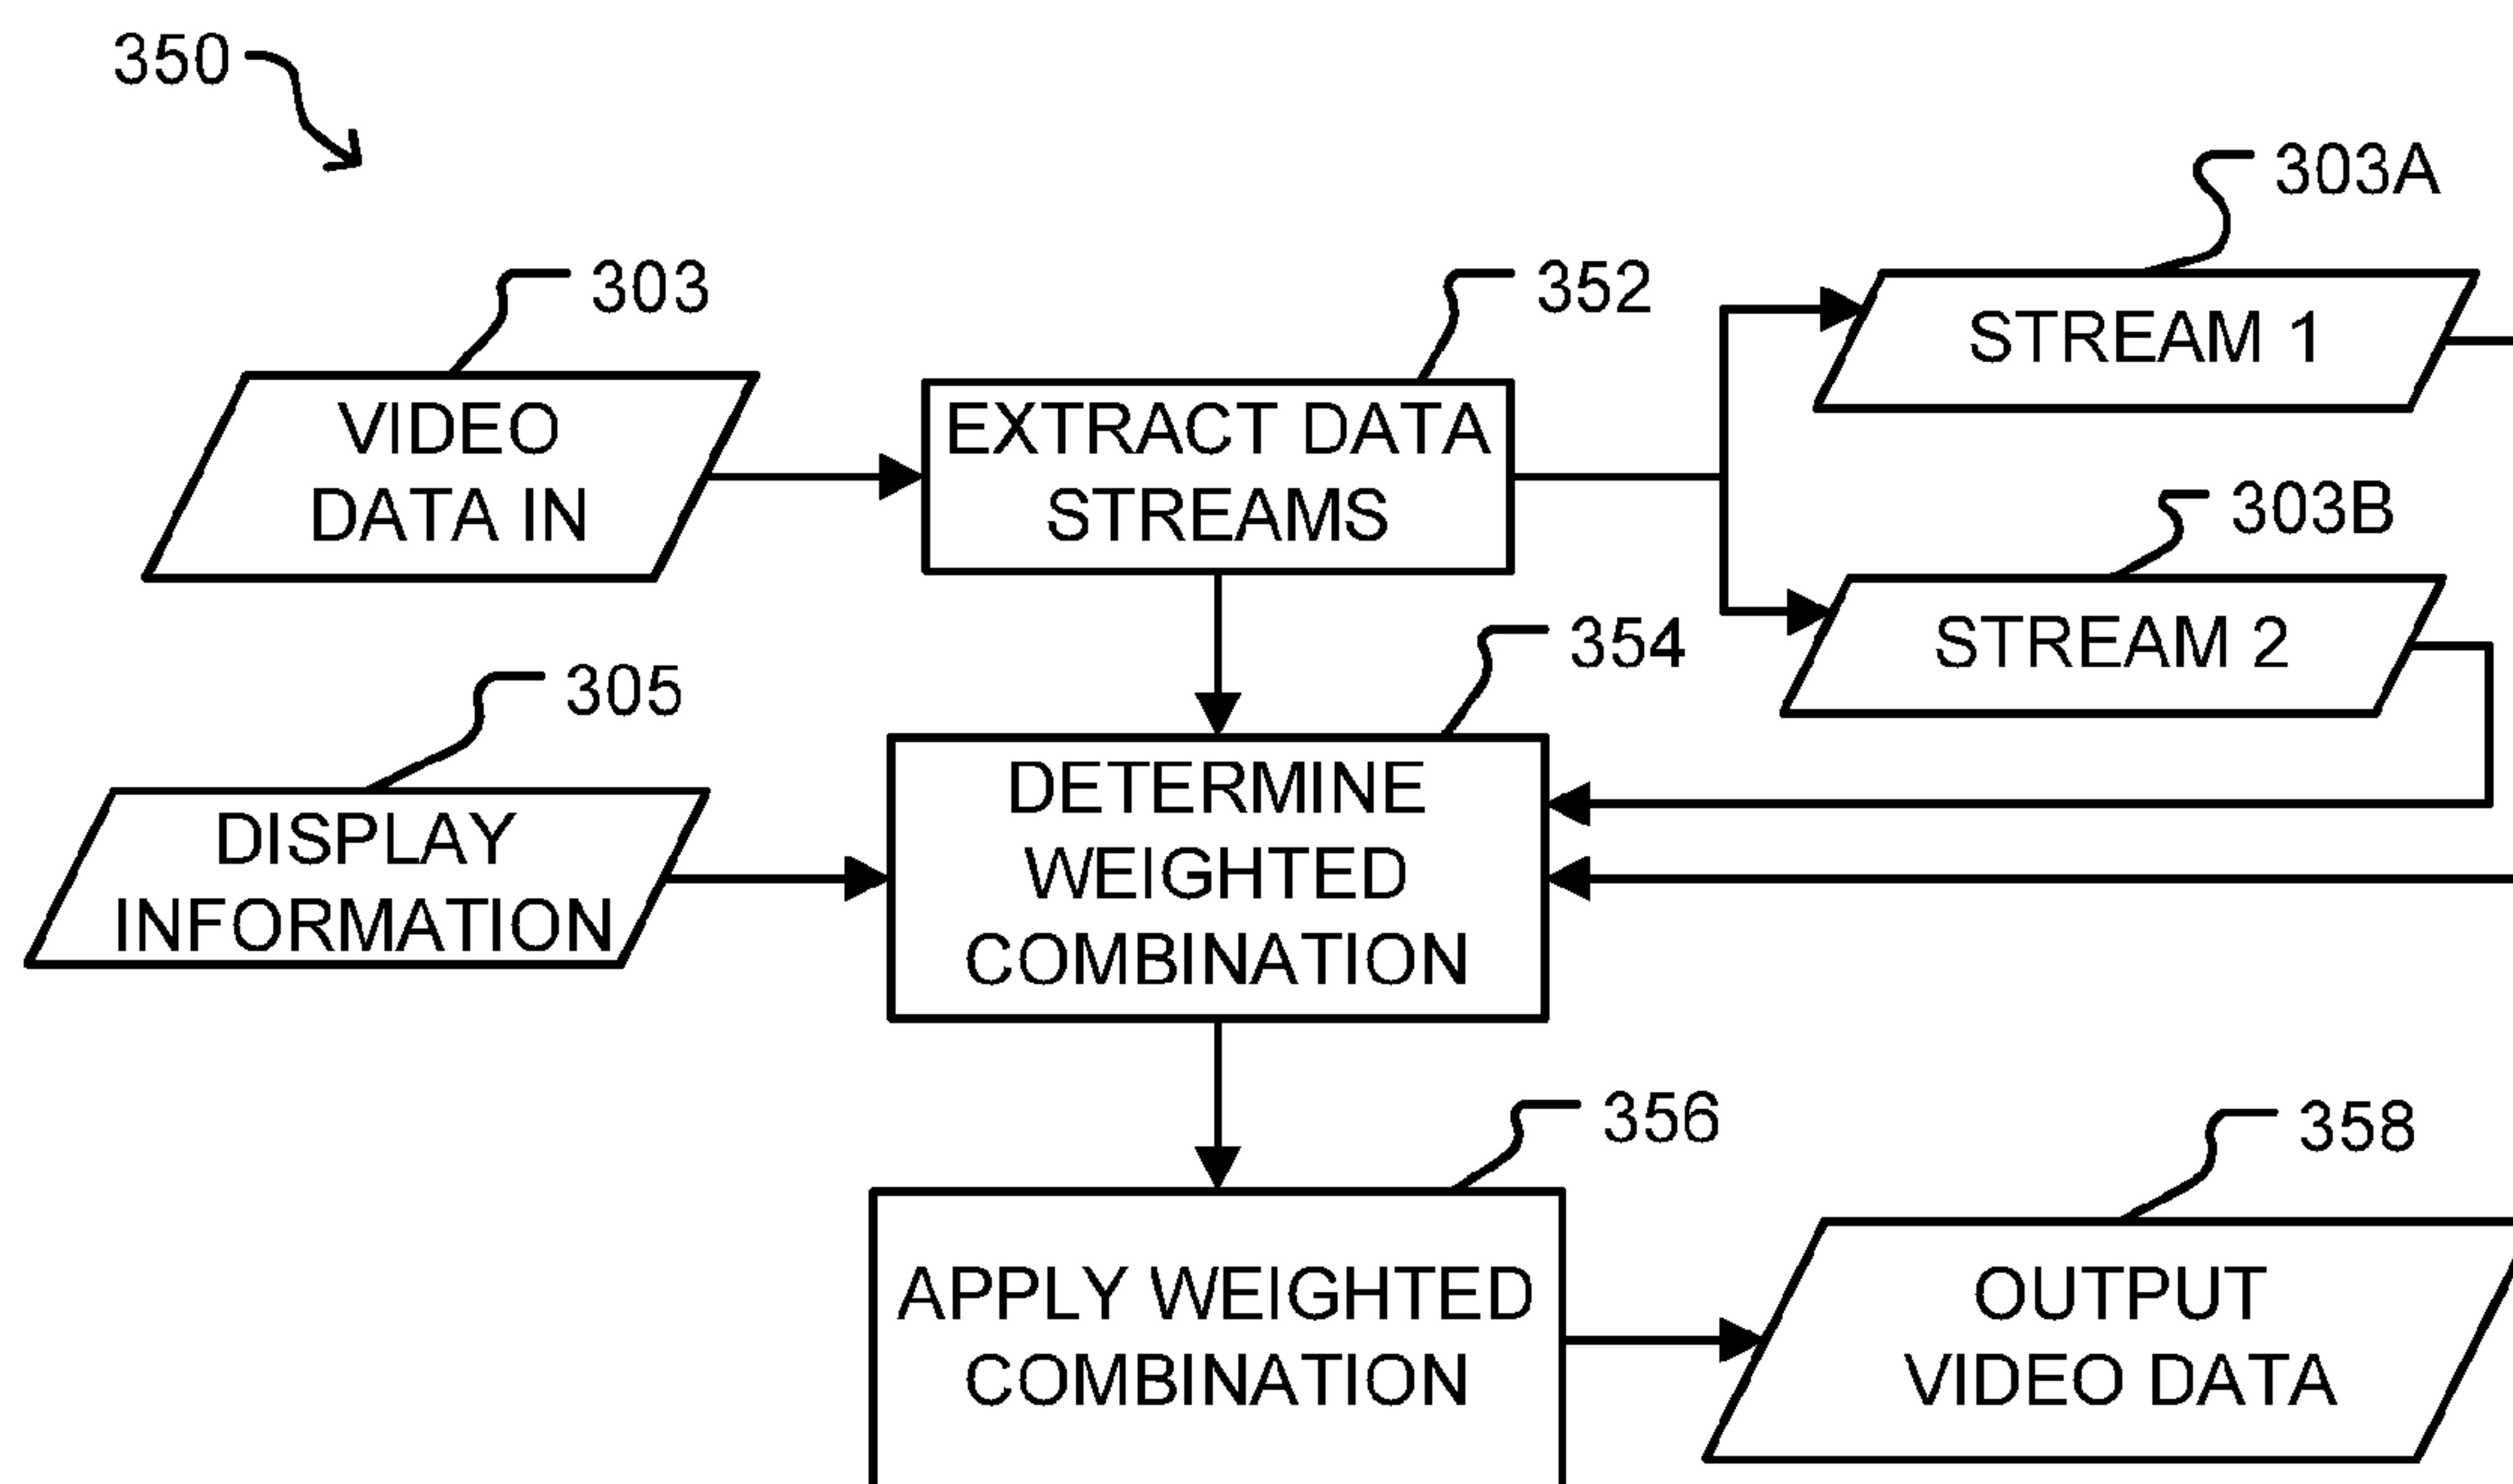 350
303A
303
352
STREAM 1
VIDEO
DATA IN
EXTRACT DATA
STREAMS
303B
STREAM 2
354
305
DISPLAY
INFORMATION
DETERMINE
WEIGHTED
COMBINATION
356
358
APPLY WEIGHTED
COMBINATION
OUTPUT
VIDEO DATA